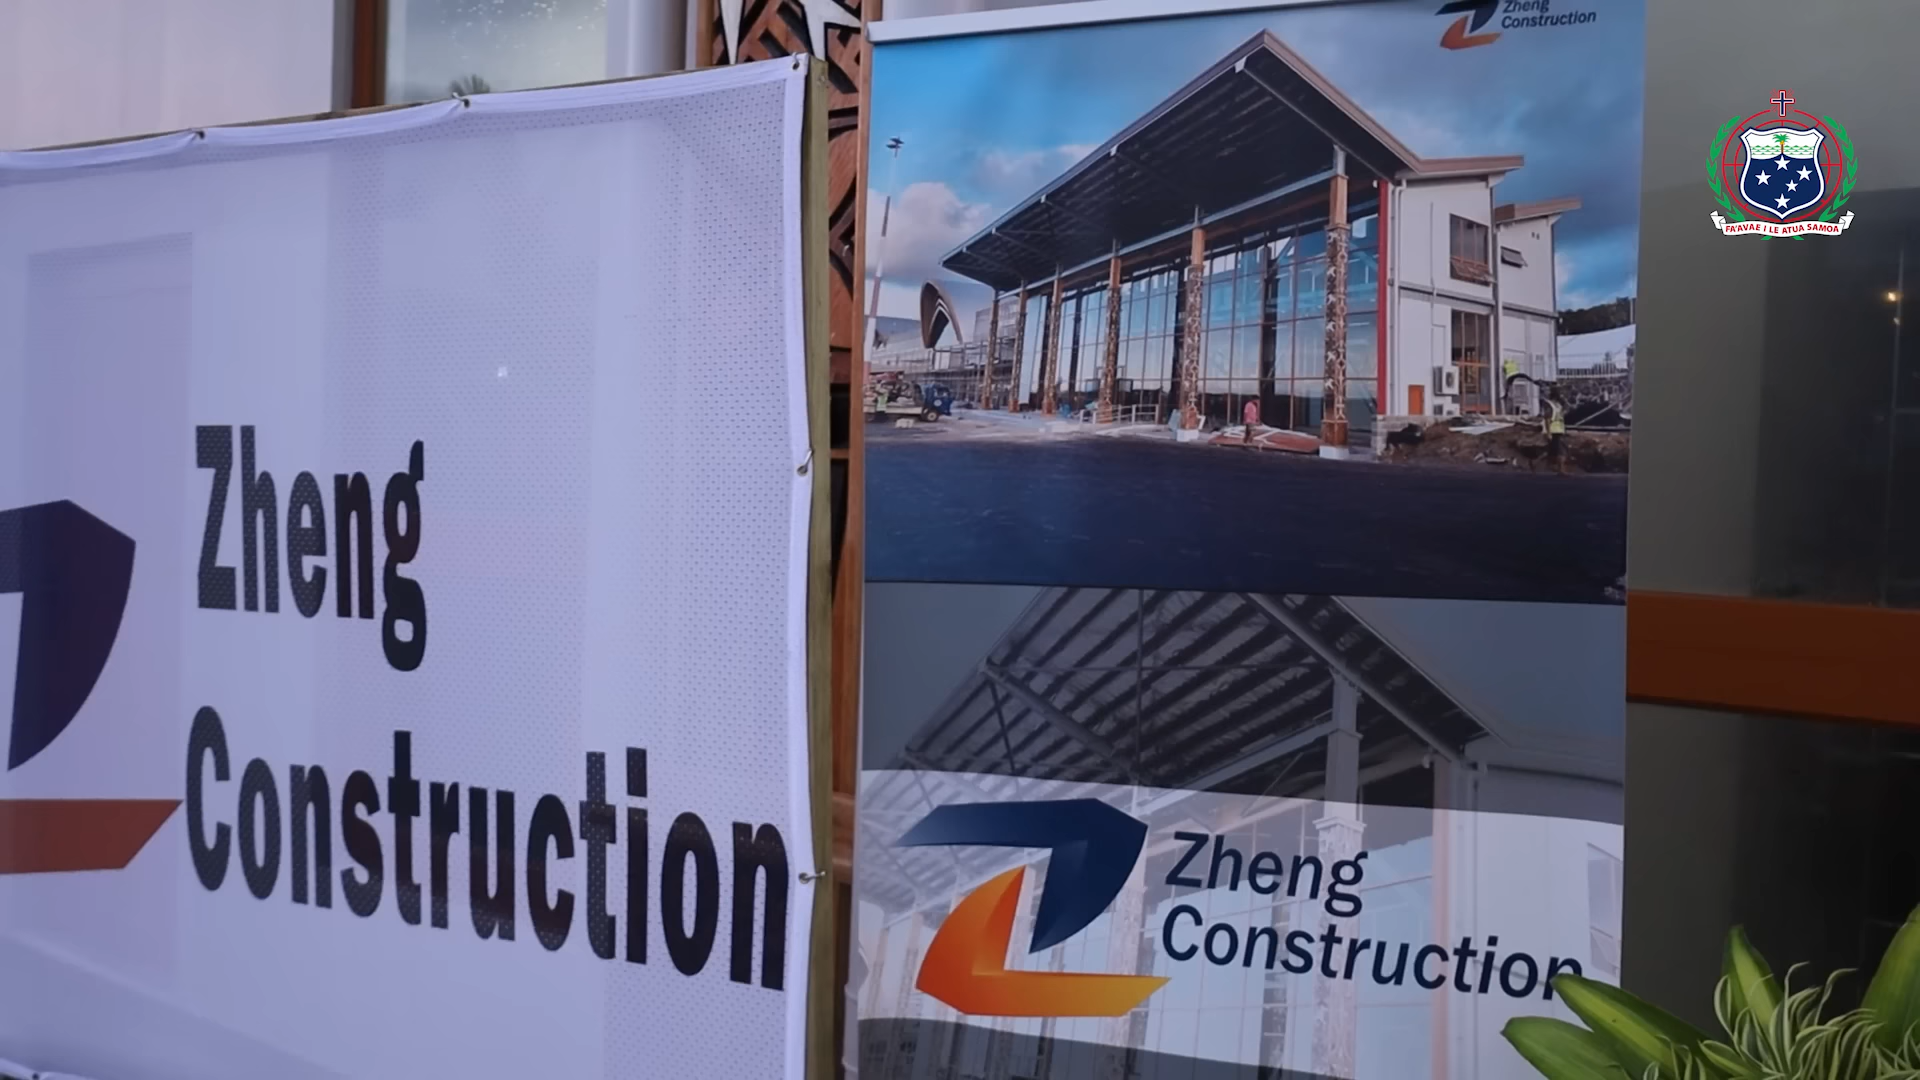 Zheng
Construction
Zheng
Construction
FA'AVAE I LE ATUA SAMOA
Zheng
Construction